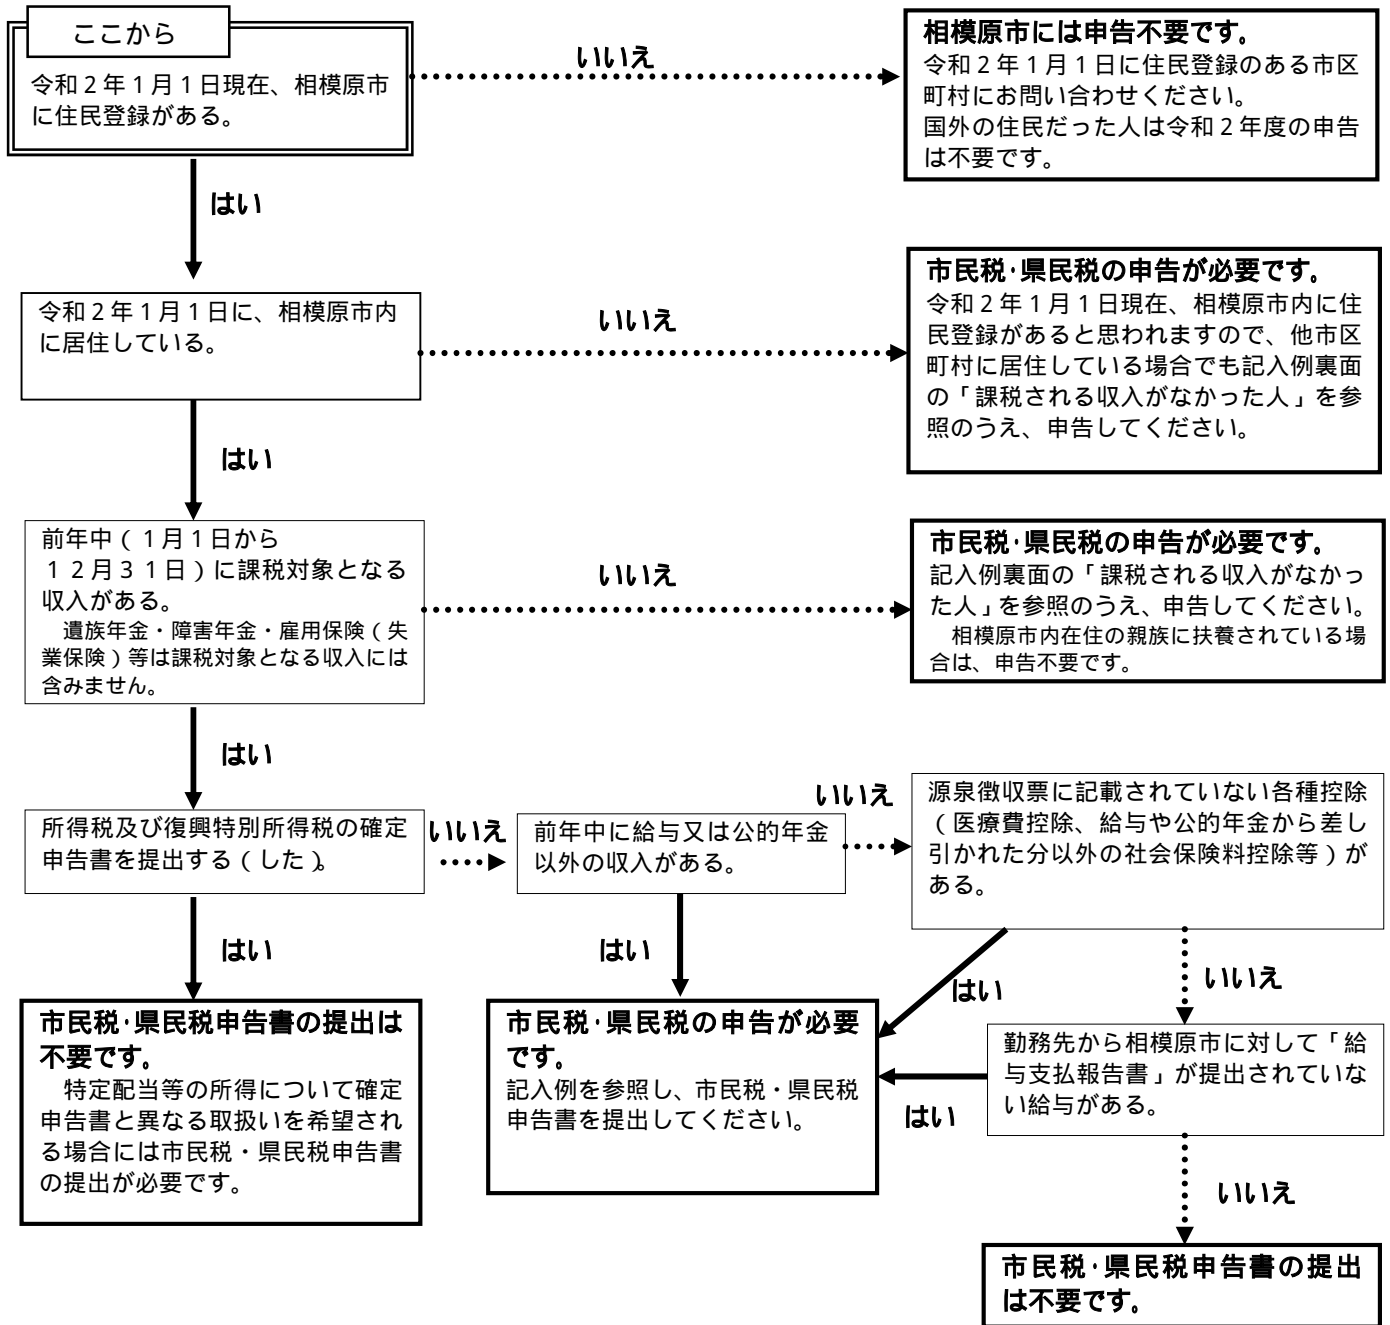 ここから
令和２年１月１日現在、相模原市
に住民登録がある。
いいえ
相模原市には申告不要です。
令和２年１月１日に住民登録のある市区
町村にお問い合わせください。
国外の住民だった人は令和２年度の申告
は不要です。
はい
令和２年１月１日に、相模原市内
に居住している。
いいえ
市民税･県民税の申告が必要です。
令和２年１月１日現在、相模原市内に住
民登録があると思われますので、他市区
町村に居住している場合でも記入例裏面
の「課税される収入がなかった人」を参
照のうえ、申告してください。
はい
前年中（１月１日から
１２月３１日）に課税対象となる
収入がある。
遺族年金・障害年金・雇用保険（失
業保険）等は課税対象となる収入には
含みません。
いいえ
市民税･県民税の申告が必要です。
記入例裏面の「課税される収入がなかっ
た人」を参照のうえ、申告してください。
相模原市内在住の親族に扶養されている場
合は、申告不要です。
はい
所得税及び復興特別所得税の確定
申告書を提出する（した）。
いいえ
前年中に給与又は公的年金
以外の収入がある。
いいえ
源泉徴収票に記載されていない各種控除
（医療費控除、給与や公的年金から差し
引かれた分以外の社会保険料控除等）が
ある。
はい
はい
はい
いいえ
市民税･県民税申告書の提出は
不要です。
特定配当等の所得について確定
申告書と異なる取扱いを希望され
る場合には市民税・県民税申告書
の提出が必要です。
市民税･県民税の申告が必要
です。
記入例を参照し、市民税・県民税
申告書を提出してください。
勤務先から相模原市に対して「給
与支払報告書」が提出されていな
い給与がある。
はい
いいえ
市民税･県民税申告書の提出
は不要です。